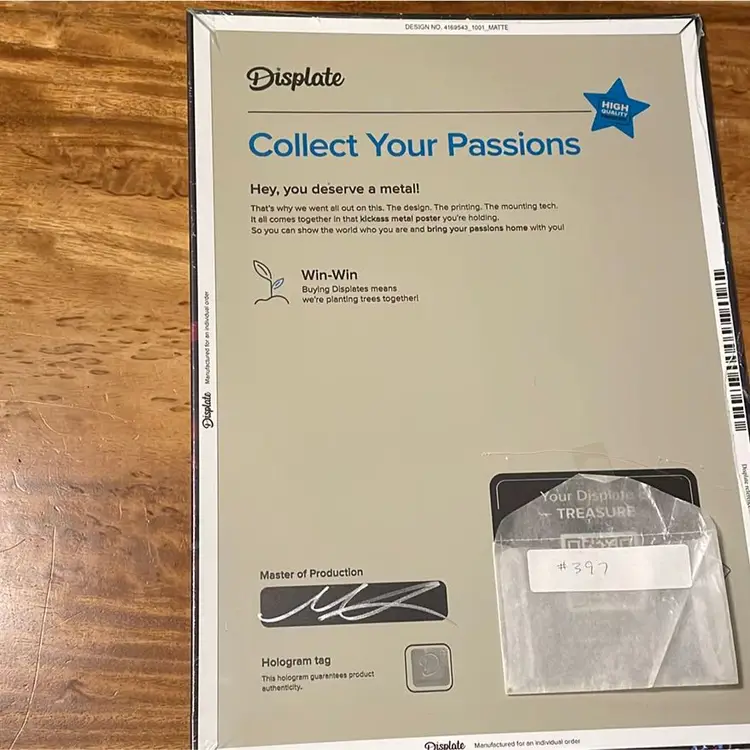 DESIGN NO. 4169543_1001_MATTE
Displate
HIGH
QUALITY
Collect Your Passions
Hey, you deserve a metal!
That's why we went all out on this. The design. The printing. The mounting tech.
It all comes together in that kickass metal poster you're holding.
So you can show the world who you are and bring your passions home with you!
Win-Win
Buying Displates means
we're planting trees together!
Displate Manufactured for an individual order
Your Displate
TREASURE
#397
Master of Production
Hologram tag
This hologram guarantees product
authenticity.
Displate Manufactured for an individual order